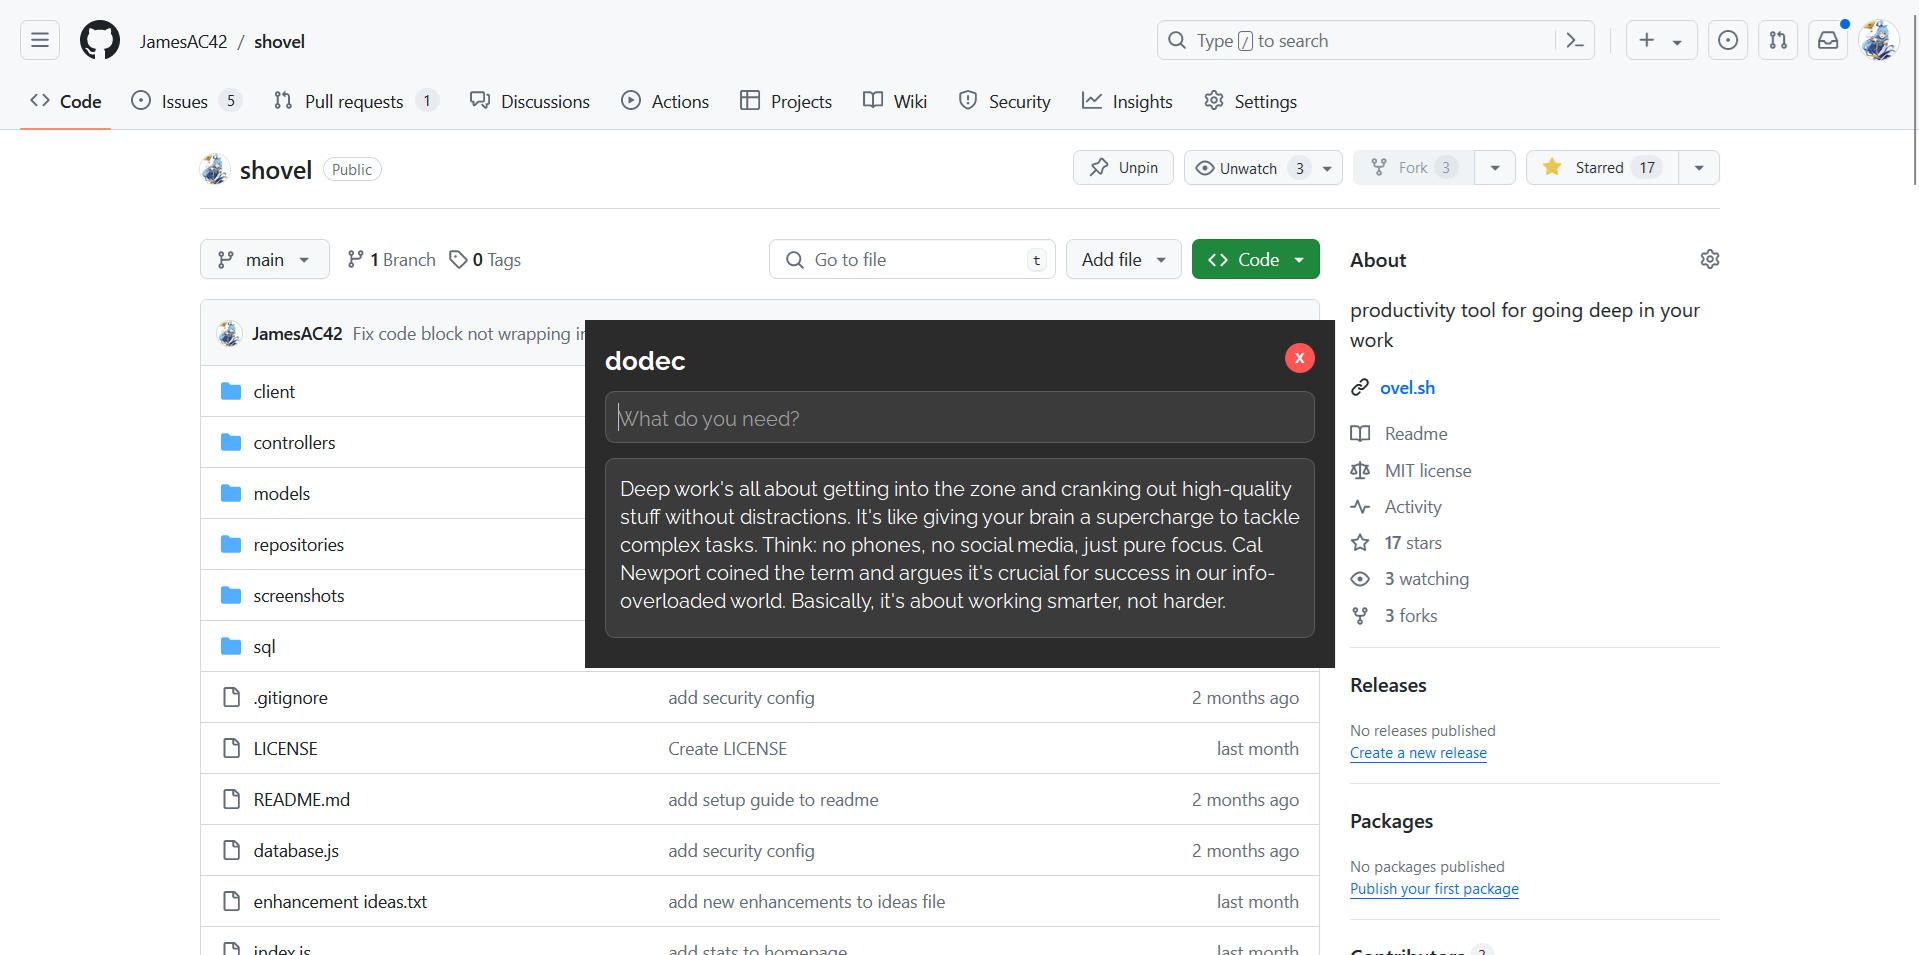 JamesAC42 / shovel
Type / to search
Code
Issues 5
Pull requests 1
Discussions
Actions
Projects
Wiki
Security
Insights
Settings
shovel Public
Unpin
Unwatch 3
Fork 3
Starred 17
main
1 Branch
0 Tags
Go to file t
Add file
Code
JamesAC42 Fix code block not wrapping
client
controllers
models
repositories
screenshots
sql
.gitignore add security config 2 months ago
LICENSE Create LICENSE last month
README.md add setup guide to readme 2 months ago
database.js add security config 2 months ago
enhancement ideas.txt add new enhancements to ideas file last month
index.js add stats to homepage last month
dodec
x
What do you need?
Deep work's all about getting into the zone and cranking out high-quality
stuff without distractions. It's like giving your brain a supercharge to tackle
complex tasks. Think: no phones, no social media, just pure focus. Cal
Newport coined the term and argues it's crucial for success in our info-
overloaded world. Basically, it's about working smarter, not harder.
About
productivity tool for going deep in your
work
ovel.sh
Readme
MIT license
Activity
17 stars
3 watching
3 forks
Releases
No releases published
Create a new release
Packages
No packages published
Publish your first package
Contributors